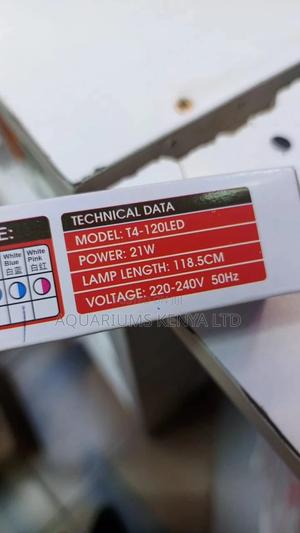 E:
White Blue
白蓝
White Pink
白红
TECHNICAL DATA
MODEL: T4-120LED
POWER: 21W
LAMP LENGTH: 118.5CM
VOLTAGE: 220-240V 50Hz
AQUARIUMS KENYA LTD